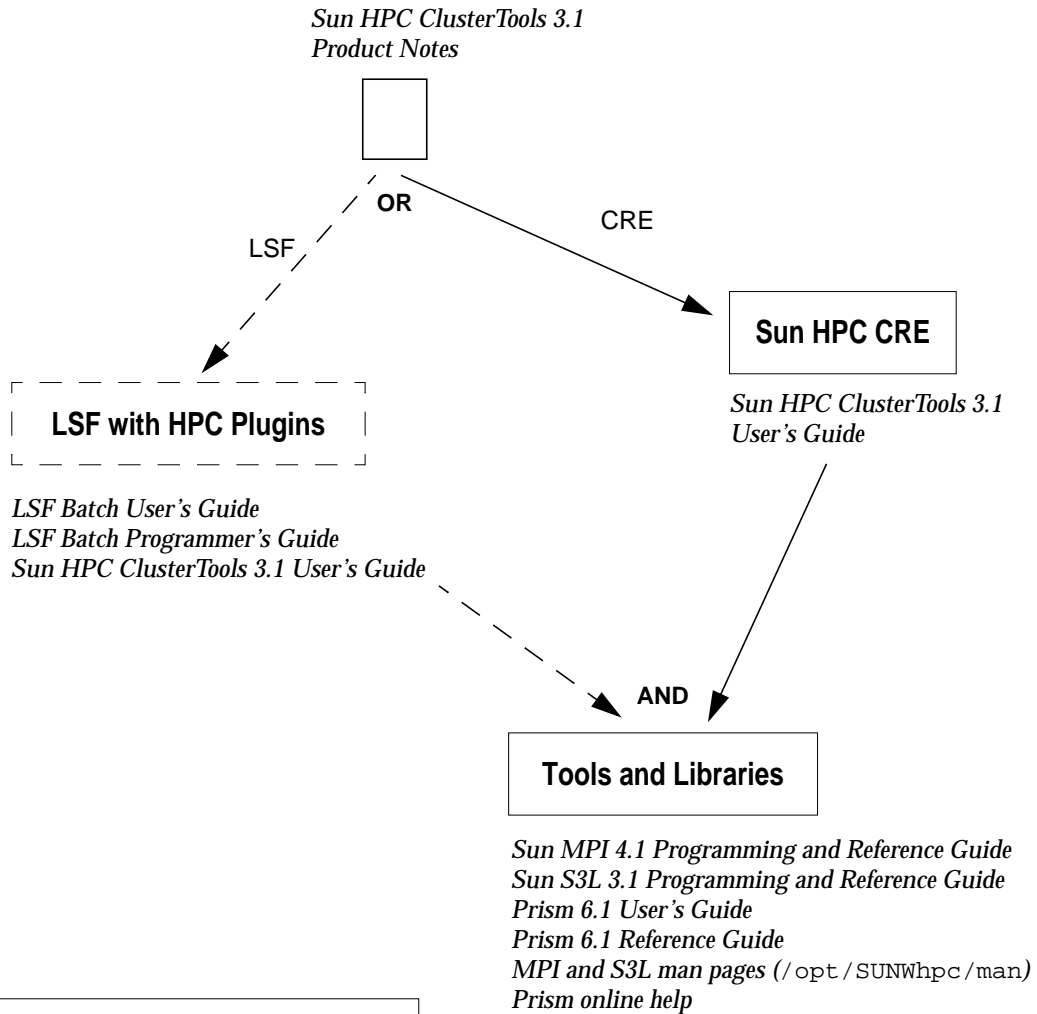 Sun HPC ClusterTools 3.1
Product Notes
OR
CRE
LSF
Sun HPC CRE
Sun HPC ClusterTools 3.1
User’s Guide
LSF with HPC Plugins
LSF Batch User’s Guide
LSF Batch Programmer’s Guide
Sun HPC ClusterTools 3.1 User’s Guide
AND
Tools and Libraries
Sun MPI 4.1 Programming and Reference Guide
Sun S3L 3.1 Programming and Reference Guide
Prism 6.1 User’s Guide
Prism 6.1 Reference Guide
MPI and S3L man pages (/opt/SUNWhpc/man)
Prism online help